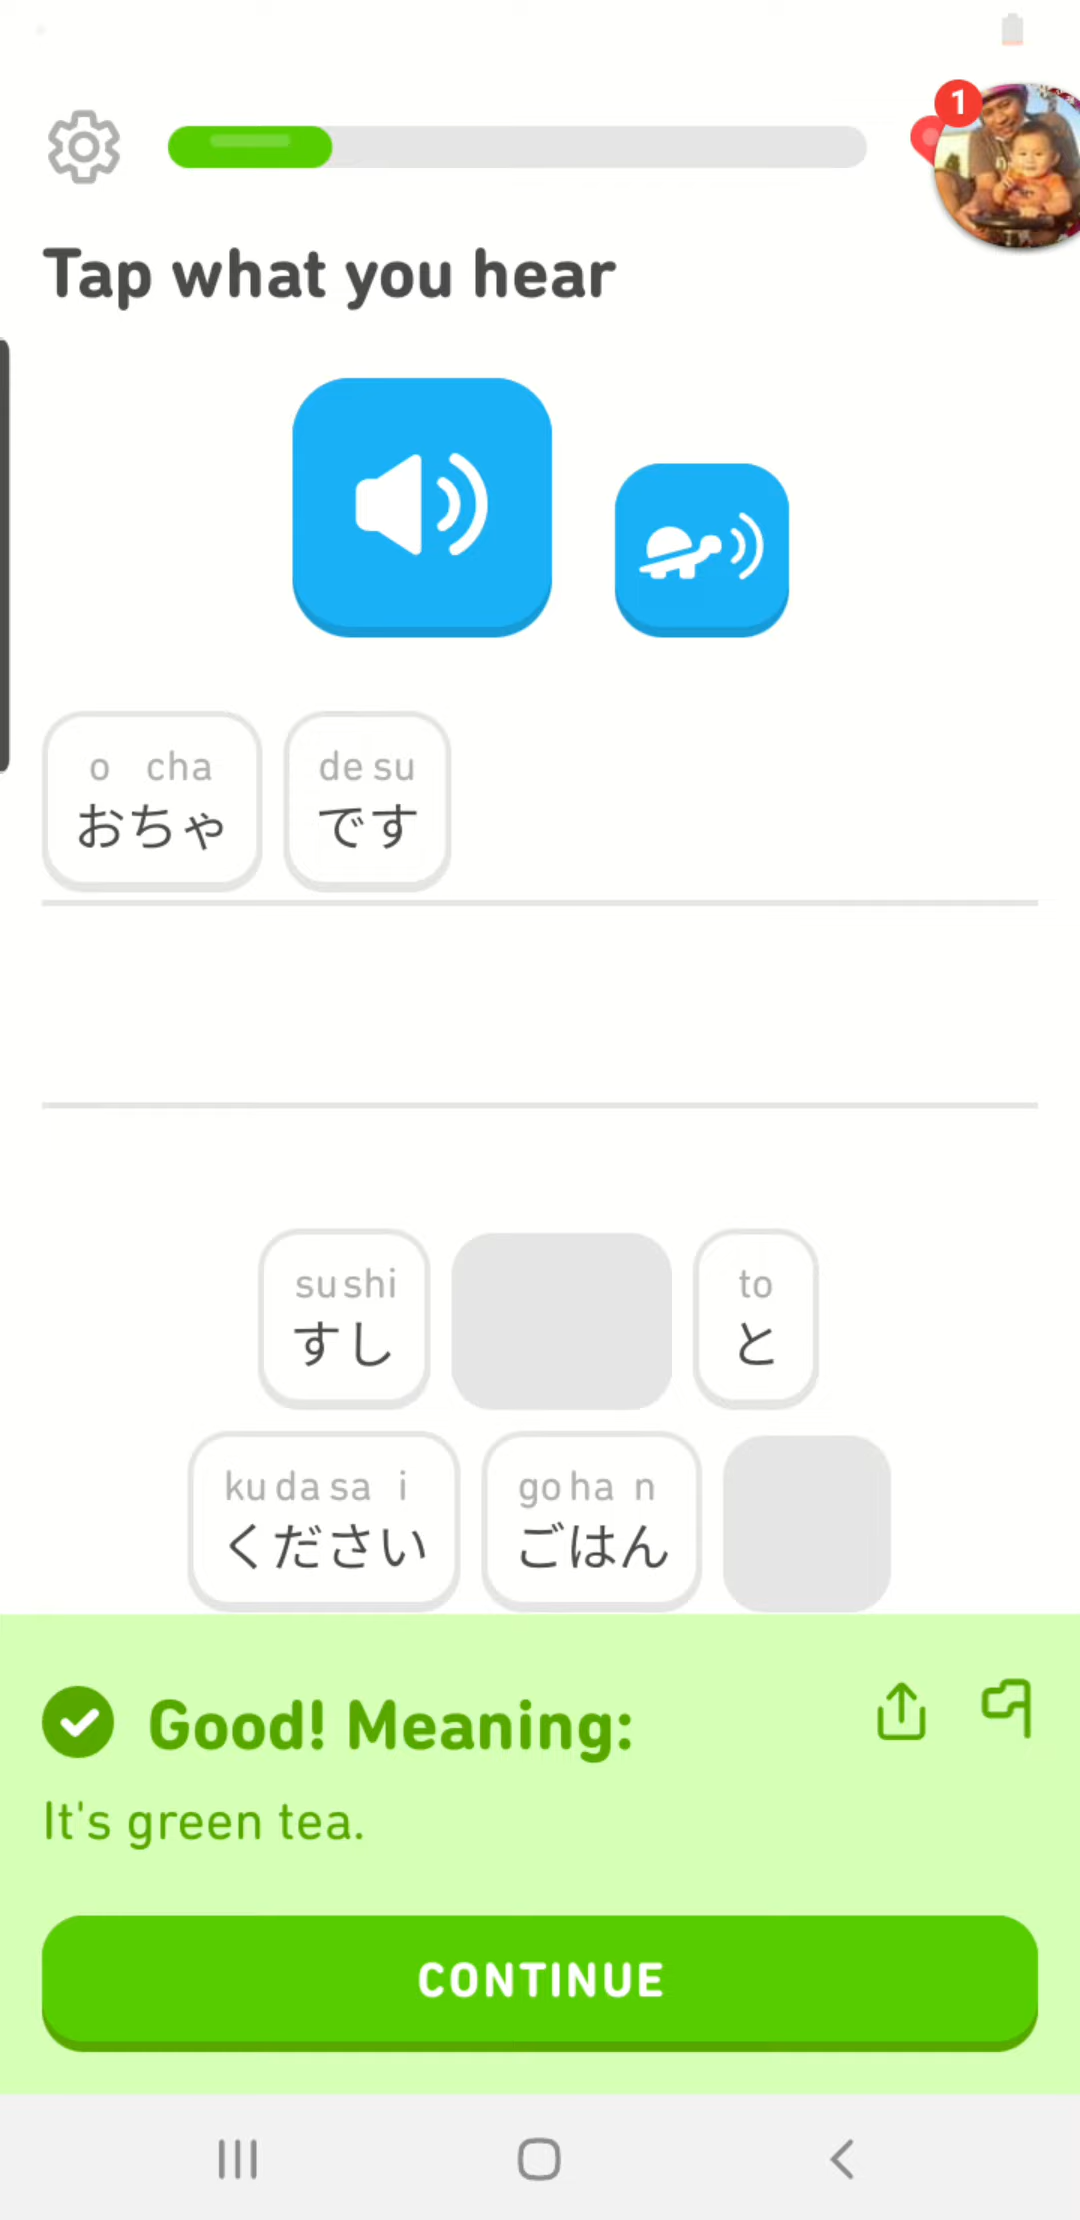 1
Tap what you hear
o cha de su
おちゃ です
su shi to
すし と
ku da sa i go ha n
ください ごはん
Good! Meaning:
It's green tea.
CONTINUE